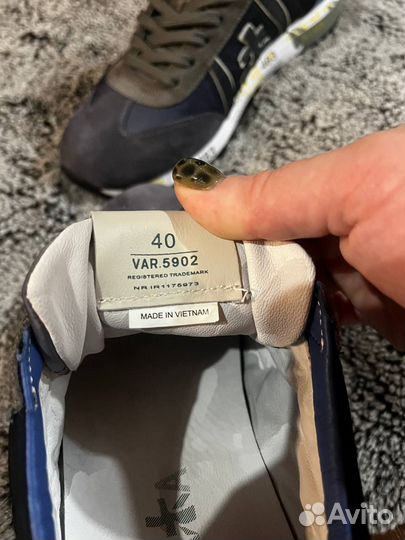 40
VAR.5902
REGISTERED TRADEMARK
NR.IR1175973
MADE IN VIETNAM
Avito